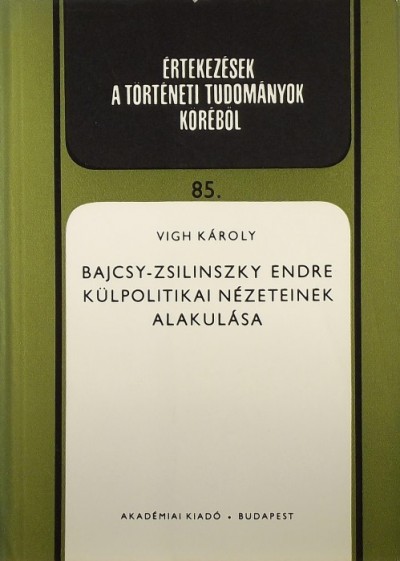 ÉRTEKEZÉSEK
A TÖRTÉNETI TUDOMÁNYOK
KÖRÉBŐL
85.
VIGH KÁROLY
BAJCSY-ZSILINSZKY ENDRE
KÜLPOLITIKAI NÉZETEINEK
ALAKULÁSA
AKADÉMIAI KIADÓ • BUDAPEST